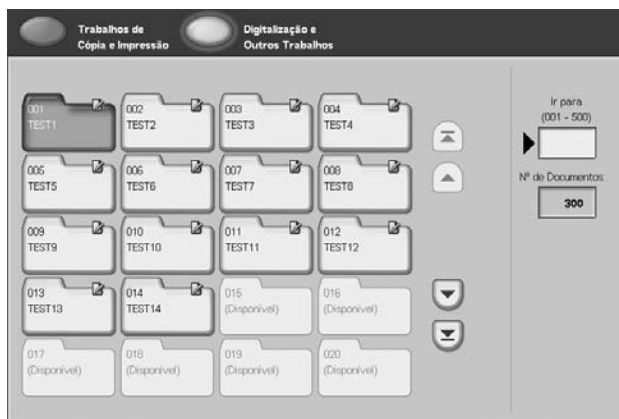 Trabalhos de
Cópia e Impressão
Digitalização e
Outros Trabalhos
001
TEST1
002
TEST2
003
TEST3
004
TEST4
005
TEST5
006
TEST6
007
TEST7
008
TEST8
009
TEST9
010
TEST10
011
TEST11
012
TEST12
013
TEST13
014
TEST14
015
(Disponível)
016
(Disponível)
017
(Disponível)
018
(Disponível)
019
(Disponível)
020
(Disponível)
Ir para
(001 - 500)
Nº de Documentos:
300